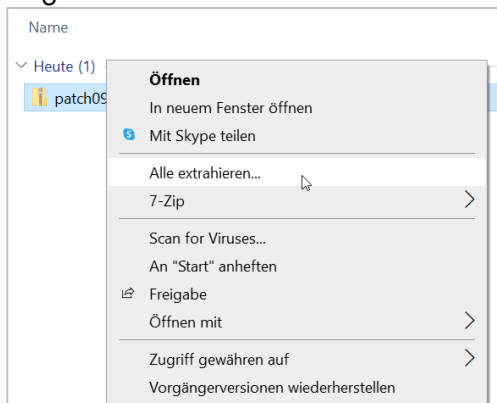 Name
Heute (1)
patch09
Öffnen
In neuem Fenster öffnen
Mit Skype teilen
Alle extrahieren...
7-Zip
Scan for Viruses...
An "Start" anheften
Freigabe
Öffnen mit
Zugriff gewähren auf
Vorgängerversionen wiederherstellen